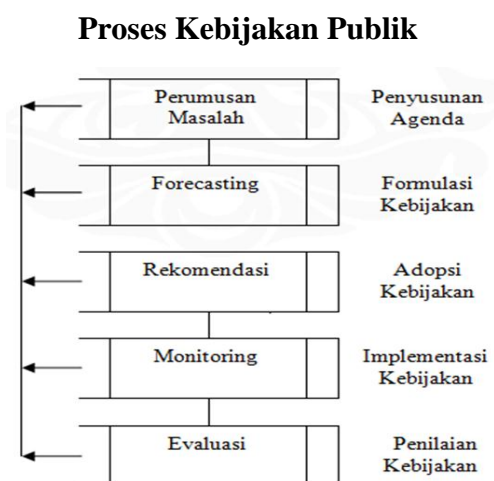 Proses Kebijakan Publik
Perumusan
Masalah
Penyusunan
Agenda
Forecasting
Formulasi
Kebijakan
Rekomendasi
Adopsi
Kebijakan
Monitoring
Implementasi
Kebijakan
Evaluasi
Penilaian
Kebijakan